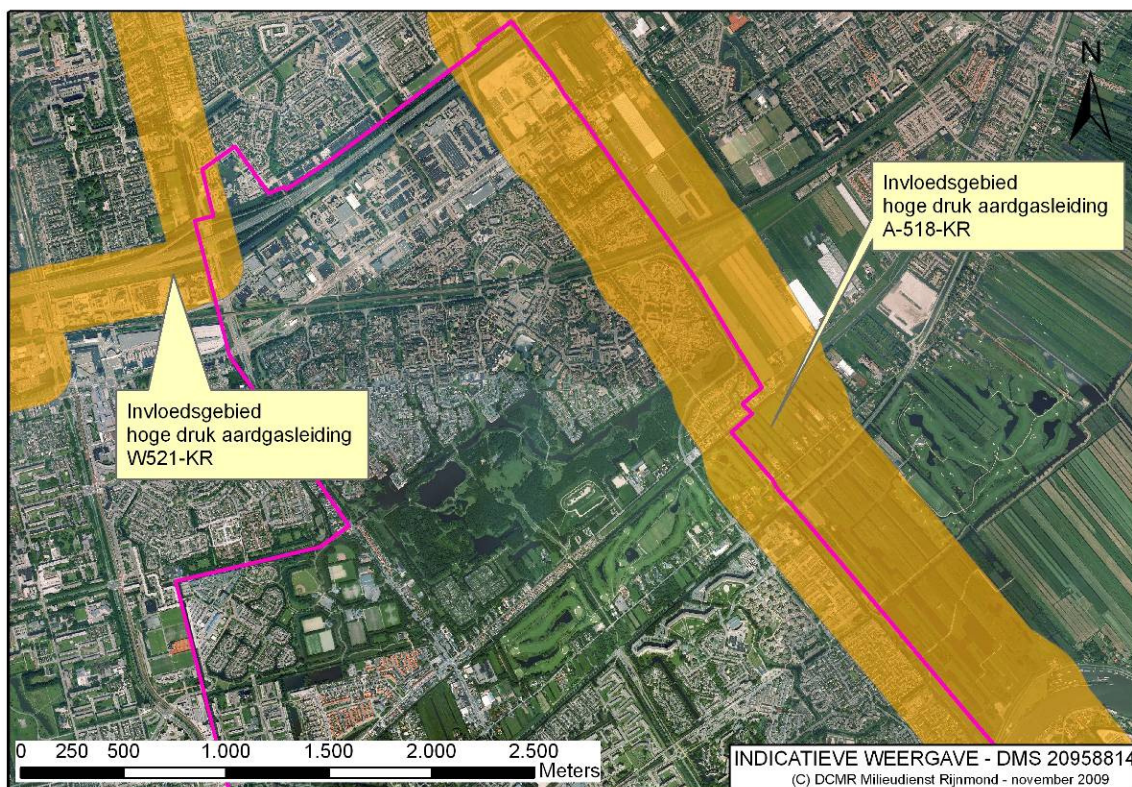 N
Invloedsgebied
hoge druk aardgasleiding
A-518-KR
Invloedsgebied
hoge druk aardgasleiding
W521-KR
0 250 500 1.000 1.500 2.000 2.500
Meters
INDICATIEVE WEERGAVE - DMS 20958814
(C) DCMR Milieudienst Rijnmond - november 2009